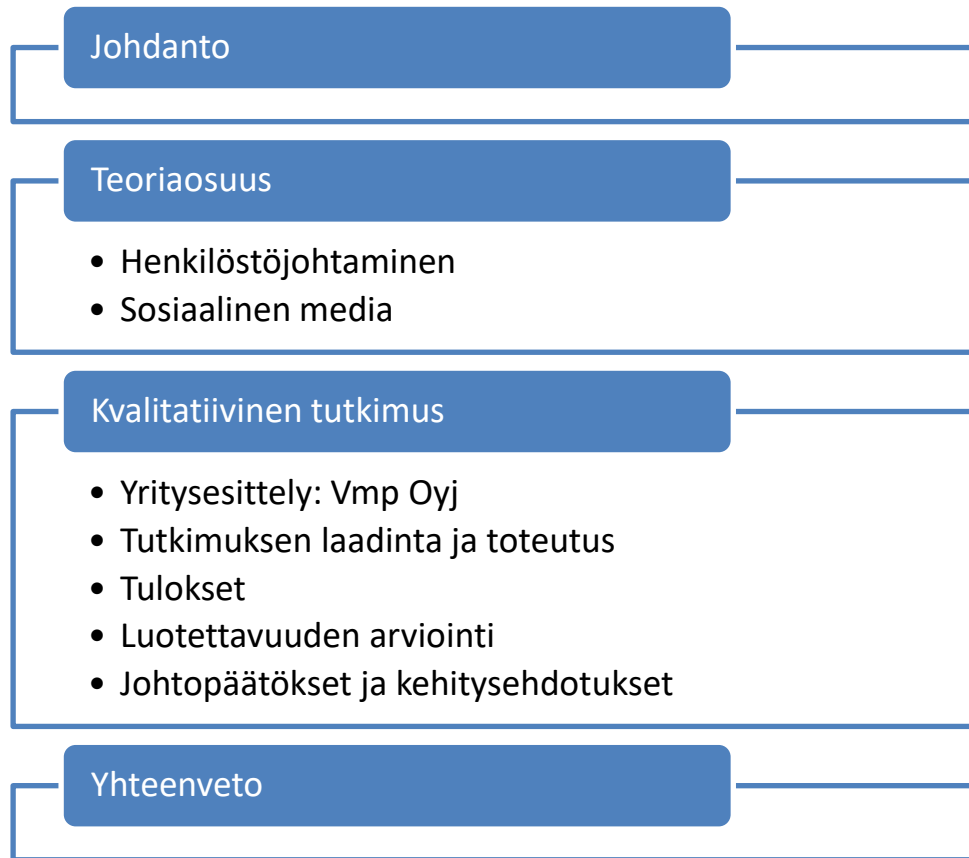 Johdanto
Teoriaosuus
• Henkilöstöjohtaminen
• Sosiaalinen media
Kvalitatiivinen tutkimus
• Yritysesittely: Vmp Oyj
• Tutkimuksen laadinta ja toteutus
• Tulokset
• Luotettavuuden arviointi
• Johtopäätökset ja kehitysehdotukset
Yhteenveto